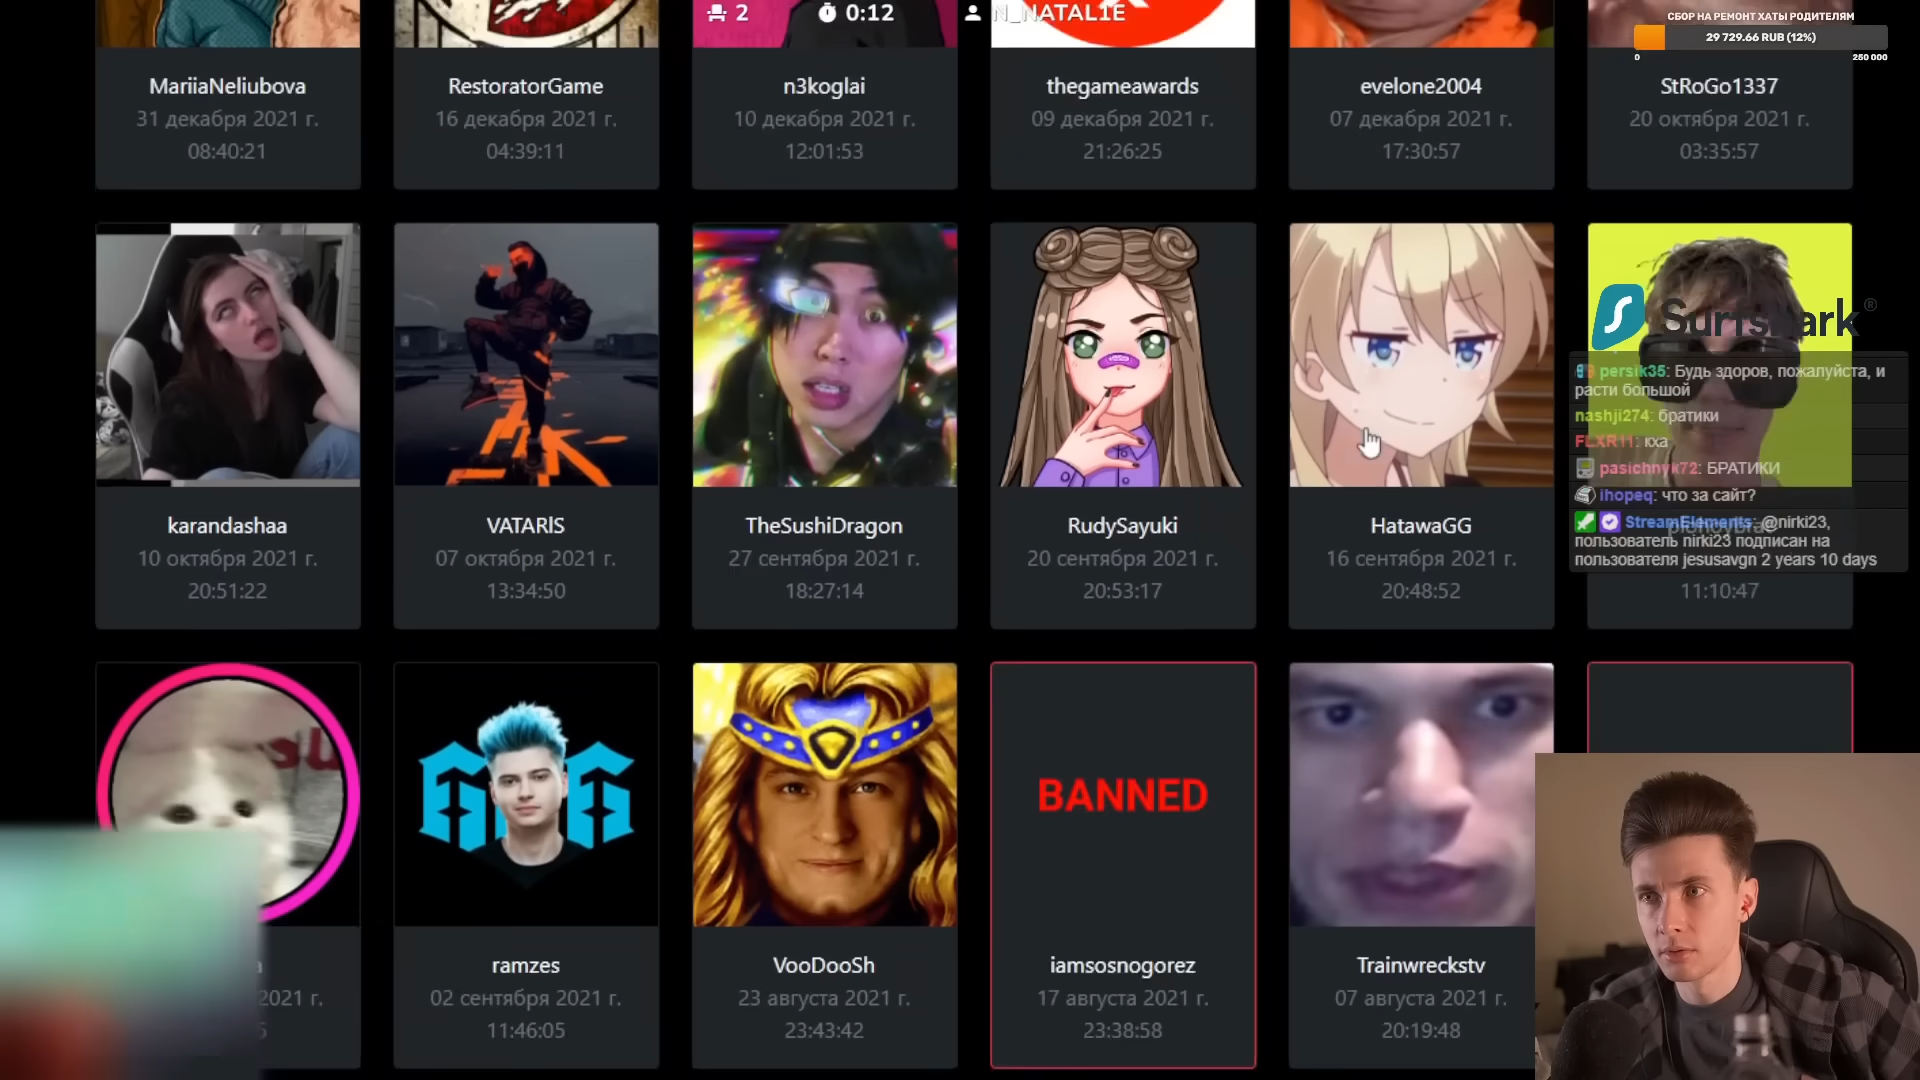 2
0:12
N_NATAL1E
СБОР НА РЕМОНТ ХАТЫ РОДИТЕЛЯМ
29 729.66 RUB (12%)
0
250 000
MariiaNeliubova
RestoratorGame
n3koglai
thegameawards
evelone2004
StRoGo1337
31 декабря 2021 г.
16 декабря 2021 г.
10 декабря 2021 г.
09 декабря 2021 г.
07 декабря 2021 г.
20 октября 2021 г.
08:40:21
04:39:11
12:01:53
21:26:25
17:30:57
03:35:57
Surfshark®
persik35: Будь здоров, пожалуйста, и
расти большой
nashji274: братики
FLXR11: кха
pasichnyk72: БРАТИКИ
ihopeq: что за сайт?
StreamElements: @nirki23,
пользователь nirki23 подписан на
пользователя jesusavgn 2 years 10 days
karandashaa
VATARlS
TheSushiDragon
RudySayuki
HatawaGG
10 октября 2021 г.
07 октября 2021 г.
27 сентября 2021 г.
20 сентября 2021 г.
16 сентября 2021 г.
20:51:22
13:34:50
18:27:14
20:53:17
20:48:52
11:10:47
BANNED
ramzes
VooDooSh
iamsosnogorez
Trainwreckstv
2021 г.
02 сентября 2021 г.
23 августа 2021 г.
17 августа 2021 г.
07 августа 2021 г.
11:46:05
23:43:42
23:38:58
20:19:48